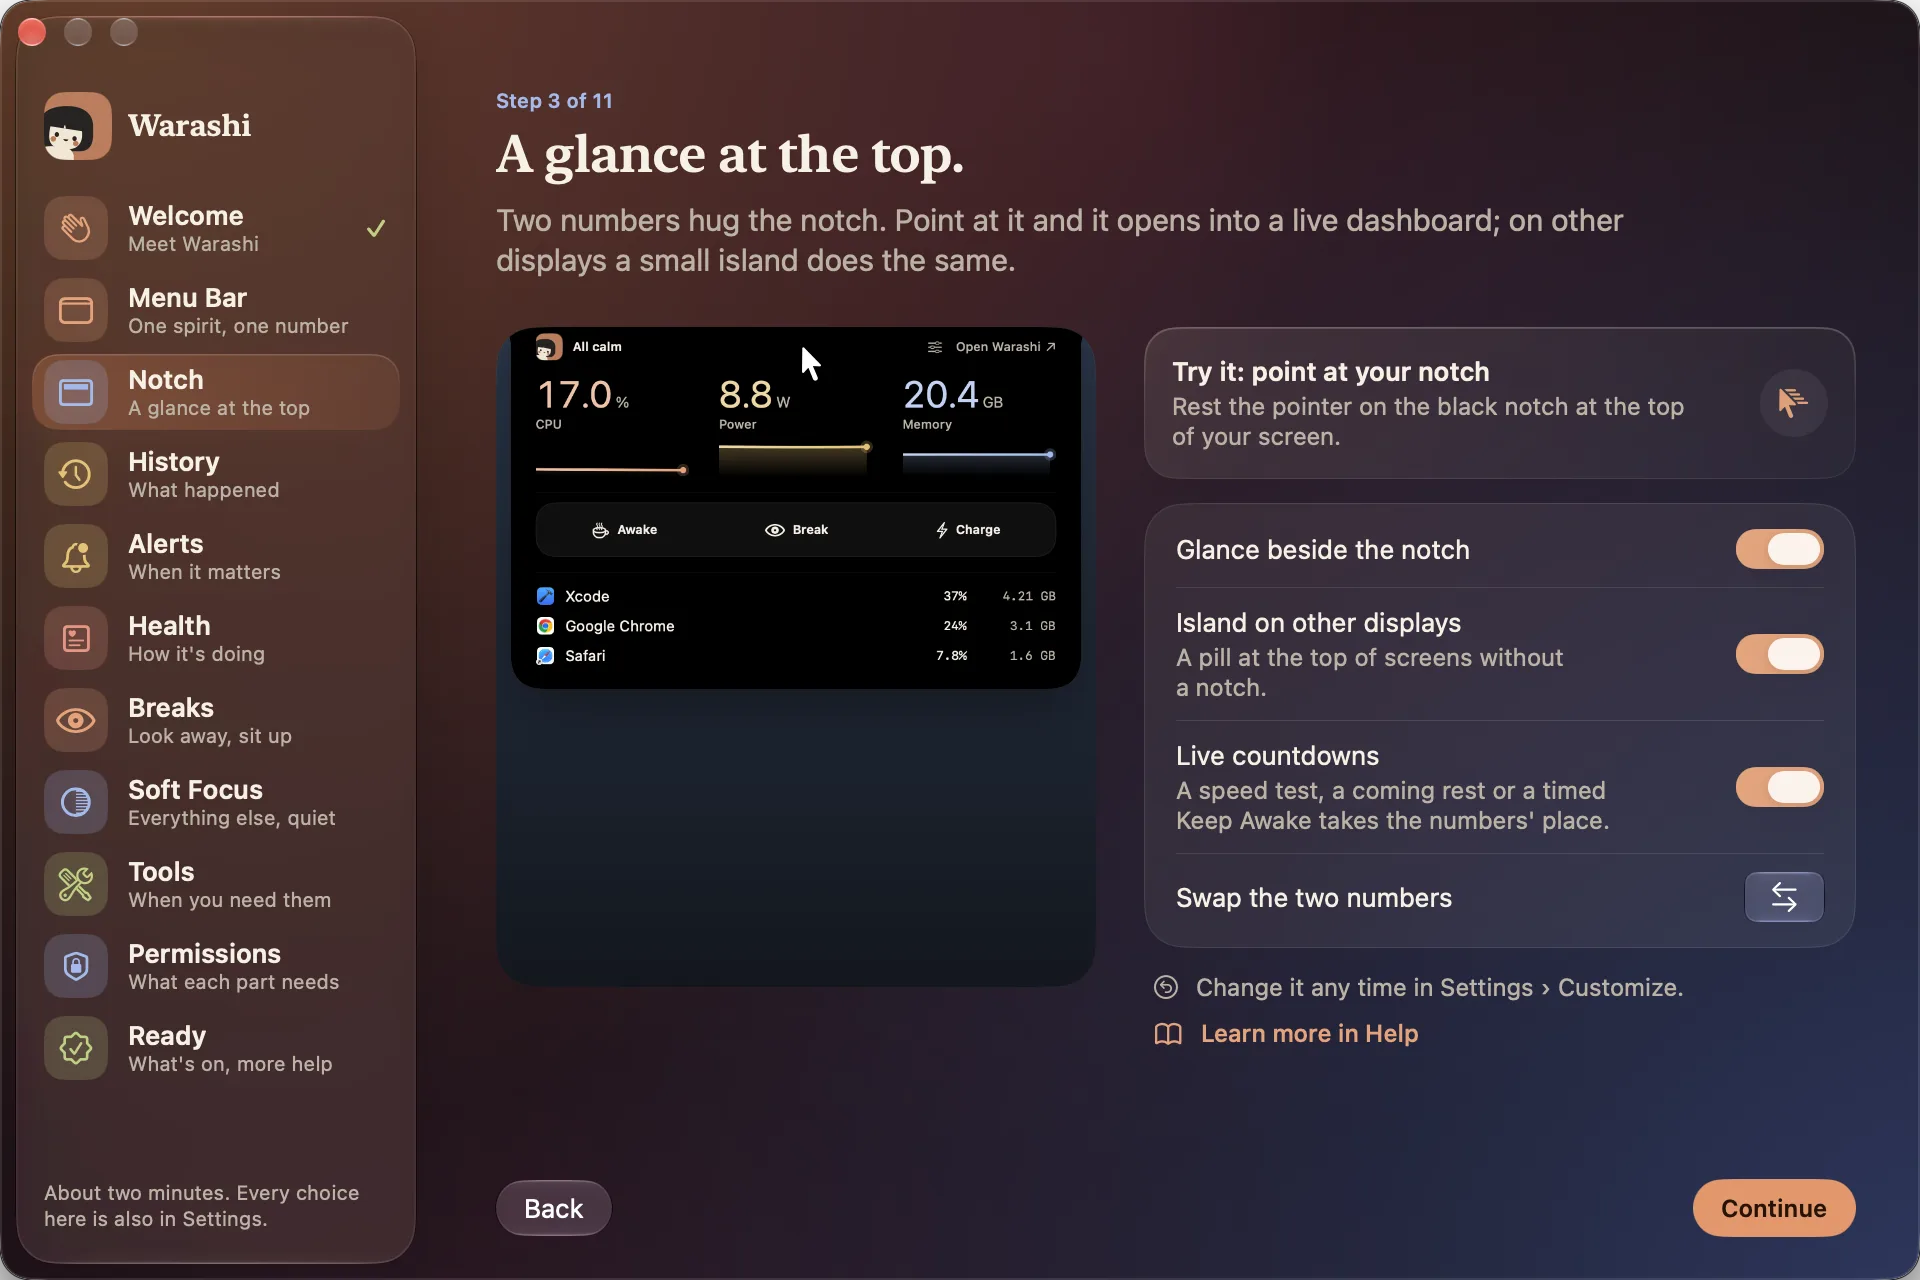 Warashi
Welcome
Meet Warashi
Menu Bar
One spirit, one number
Notch
A glance at the top
History
What happened
Alerts
When it matters
Health
How it's doing
Breaks
Look away, sit up
Soft Focus
Everything else, quiet
Tools
When you need them
Permissions
What each part needs
Ready
What's on, more help
About two minutes. Every choice
here is also in Settings.
Step 3 of 11
A glance at the top.
Two numbers hug the notch. Point at it and it opens into a live dashboard; on other
displays a small island does the same.
All calm
Open Warashi
17.0 %
CPU
8.8 W
Power
20.4 GB
Memory
Awake
Break
Charge
Xcode 37% 4.21 GB
Google Chrome 24% 3.1 GB
Safari 7.8% 1.6 GB
Try it: point at your notch
Rest the pointer on the black notch at the top
of your screen.
Glance beside the notch
Island on other displays
A pill at the top of screens without
a notch.
Live countdowns
A speed test, a coming rest or a timed
Keep Awake takes the numbers' place.
Swap the two numbers
Change it any time in Settings › Customize.
Learn more in Help
Back
Continue